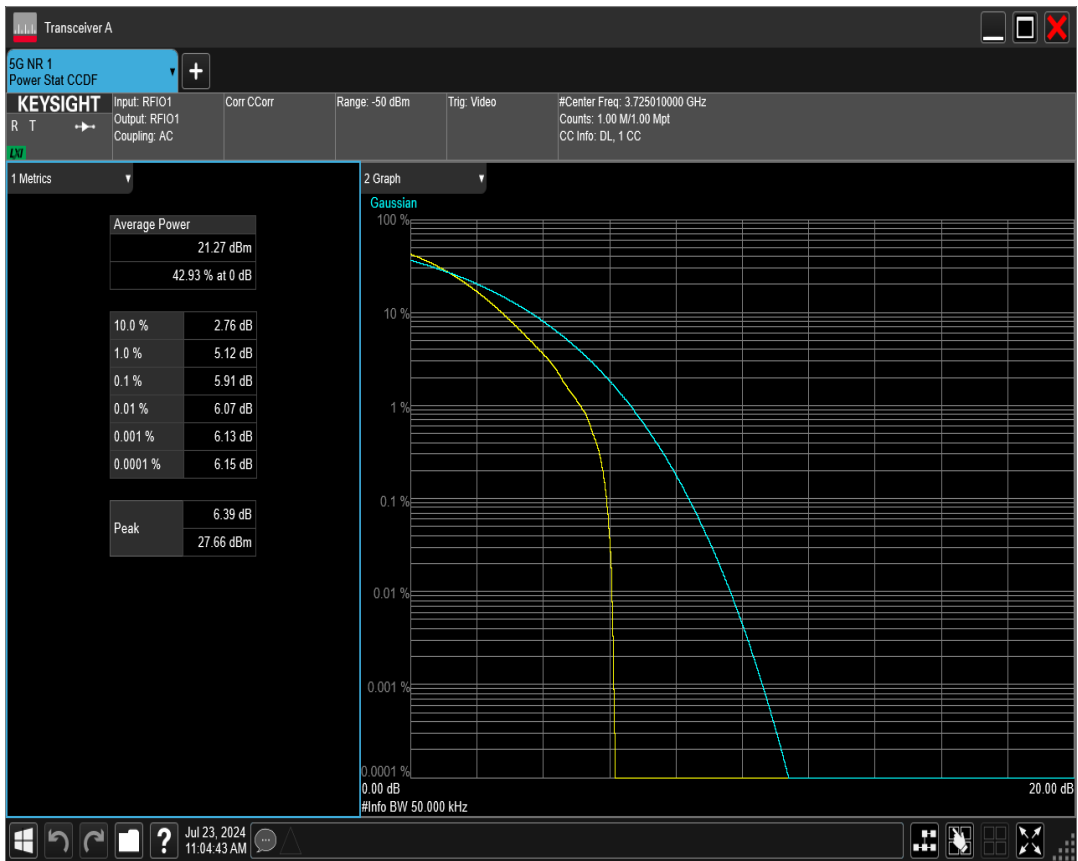 Transceiver A
5G NR 1
Power Stat CCDF
+
KEYSIGHT
R T
LXI
Input: RFIO1
Output: RFIO1
Coupling: AC
Corr CCorr
Range: -50 dBm
Trig: Video
#Center Freq: 3.725010000 GHz
Counts: 1.00 M/1.00 Mpt
CC Info: DL, 1 CC
1 Metrics
Average Power
21.27 dBm
42.93 % at 0 dB
10.0 % 2.76 dB
1.0 % 5.12 dB
0.1 % 5.91 dB
0.01 % 6.07 dB
0.001 % 6.13 dB
0.0001 % 6.15 dB
Peak
6.39 dB
27.66 dBm
2 Graph
Gaussian
100 %
10 %
1 %
0.1 %
0.01 %
0.001 %
0.0001 %
0.00 dB
20.00 dB
#Info BW 50.000 kHz
?
Jul 23, 2024
11:04:43 AM